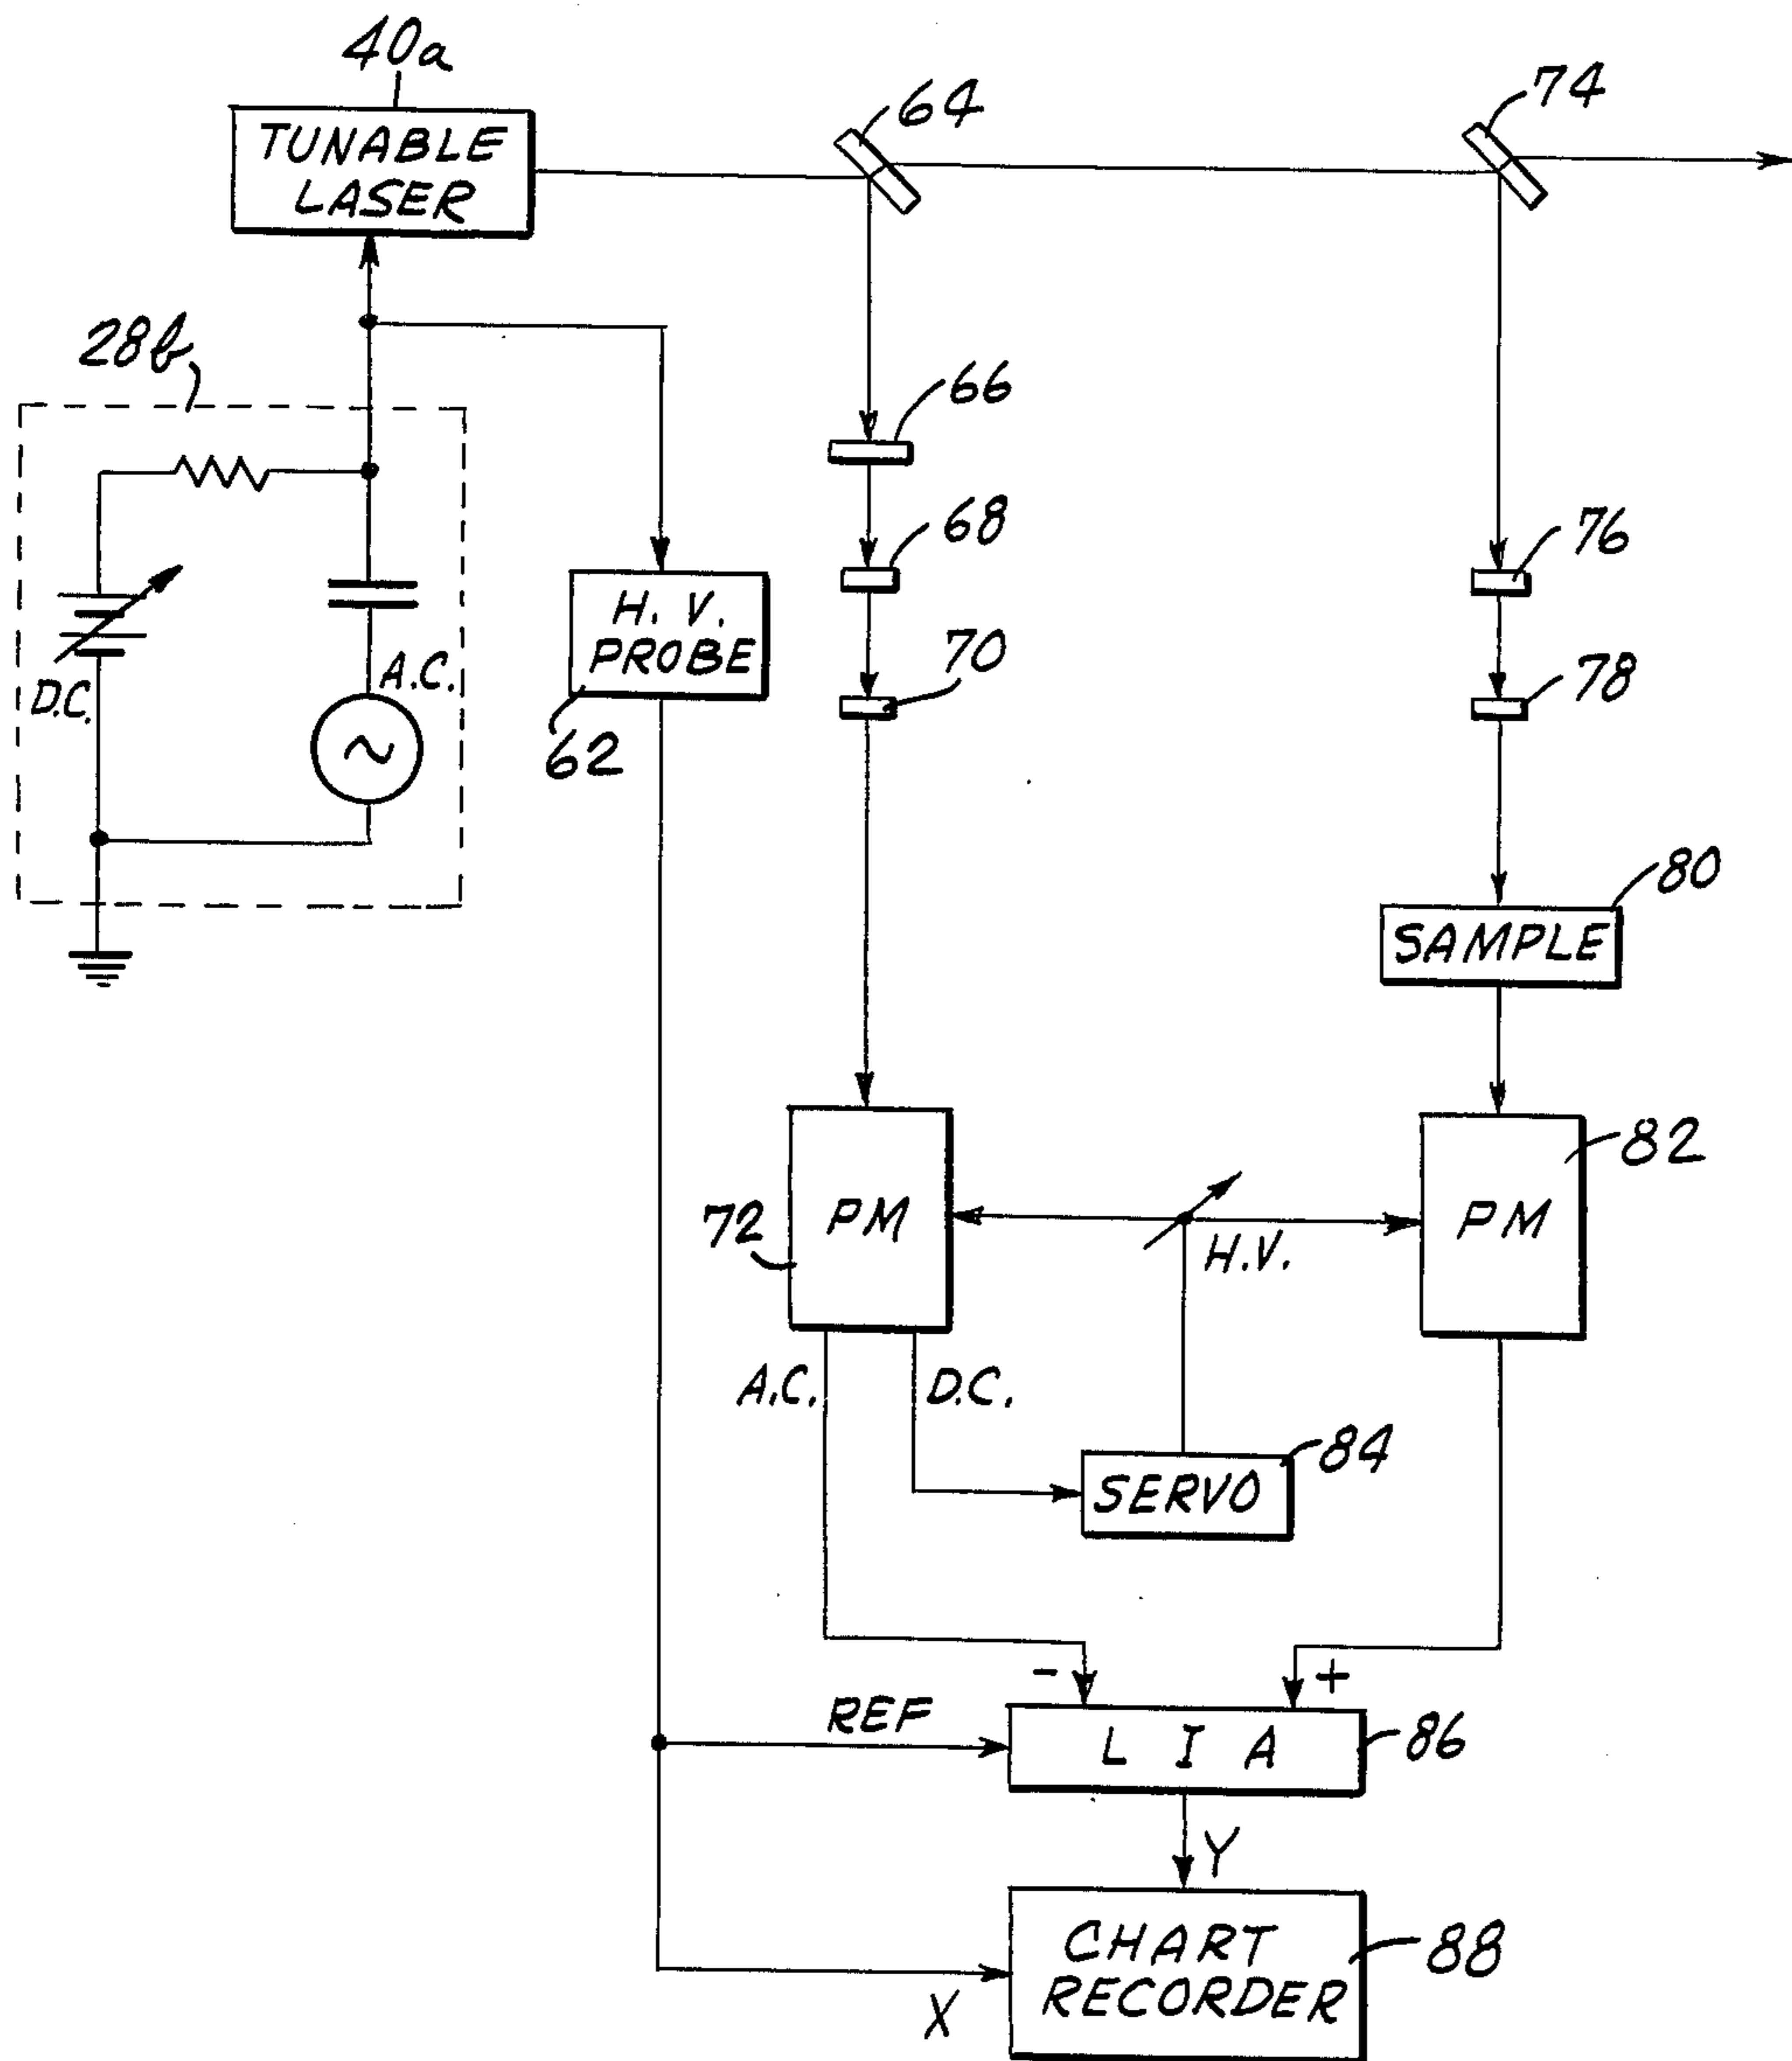 40a
TUNABLE
LASER
64
74
28b
66
68
76
H. V.
PROBE
70
78
D.C.
A.C.
62
80
SAMPLE
72
PM
82
PM
H.V.
A.C.
D.C.
84
SERVO
-
+
REF
L I A
86
Y
CHART
RECORDER
88
X